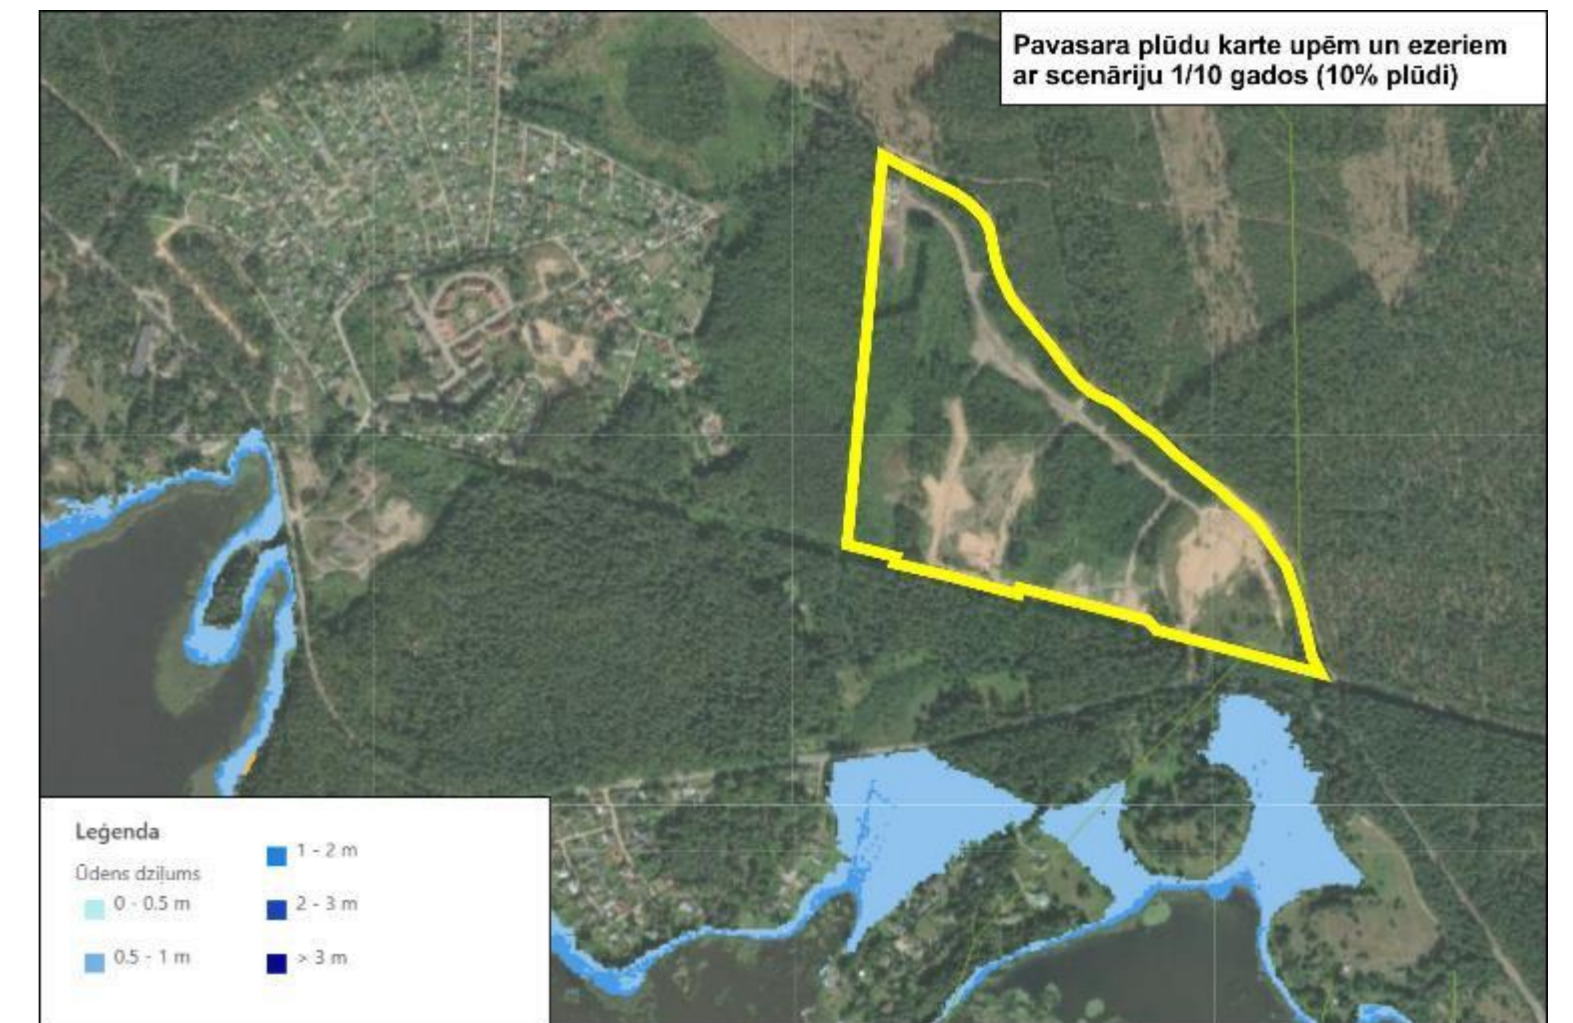 Pavasara plūdu karte upēm un ezeriem
ar scenāriju 1/10 gados (10% plūdi)
Leģenda
Ūdens dziļums
0 - 0.5 m
0.5 - 1 m
1 - 2 m
2 - 3 m
> 3 m